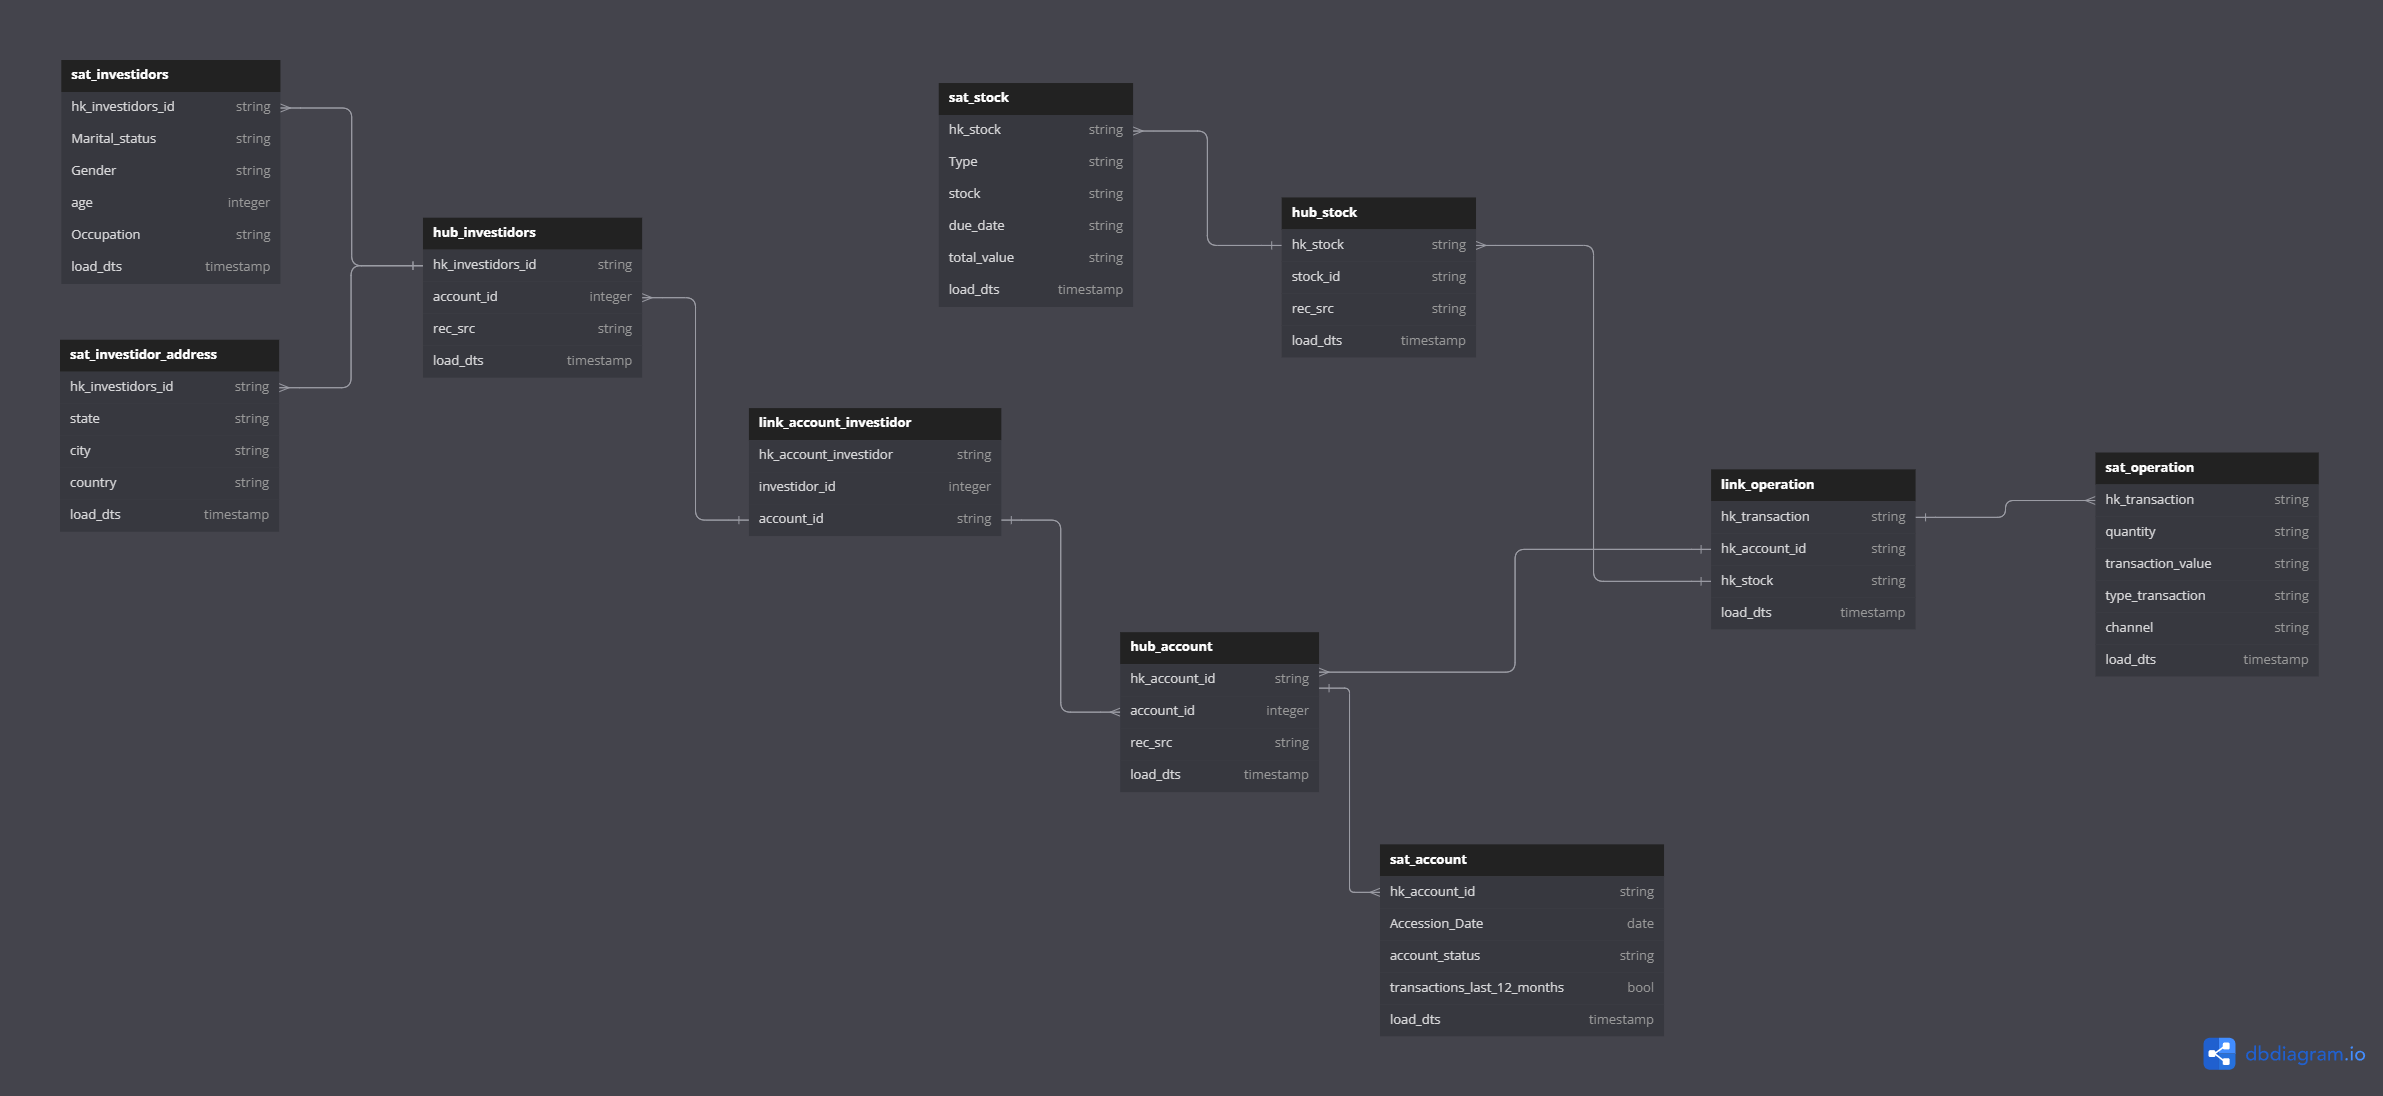 sat_investidors
hk_investidors_id string
Marital_status string
Gender string
age integer
Occupation string
load_dts timestamp
sat_investidor_address
hk_investidors_id string
state string
city string
country string
load_dts timestamp
hub_investidors
hk_investidors_id string
account_id integer
rec_src string
load_dts timestamp
link_account_investidor
hk_account_investidor string
investidor_id integer
account_id string
sat_stock
hk_stock string
Type string
stock string
due_date string
total_value string
load_dts timestamp
hub_stock
hk_stock string
stock_id string
rec_src string
load_dts timestamp
hub_account
hk_account_id string
account_id integer
rec_src string
load_dts timestamp
sat_account
hk_account_id string
Accession_Date date
account_status string
transactions_last_12_months bool
load_dts timestamp
link_operation
hk_transaction string
hk_account_id string
hk_stock string
load_dts timestamp
sat_operation
hk_transaction string
quantity string
transaction_value string
type_transaction string
channel string
load_dts timestamp
dbdiagram.io